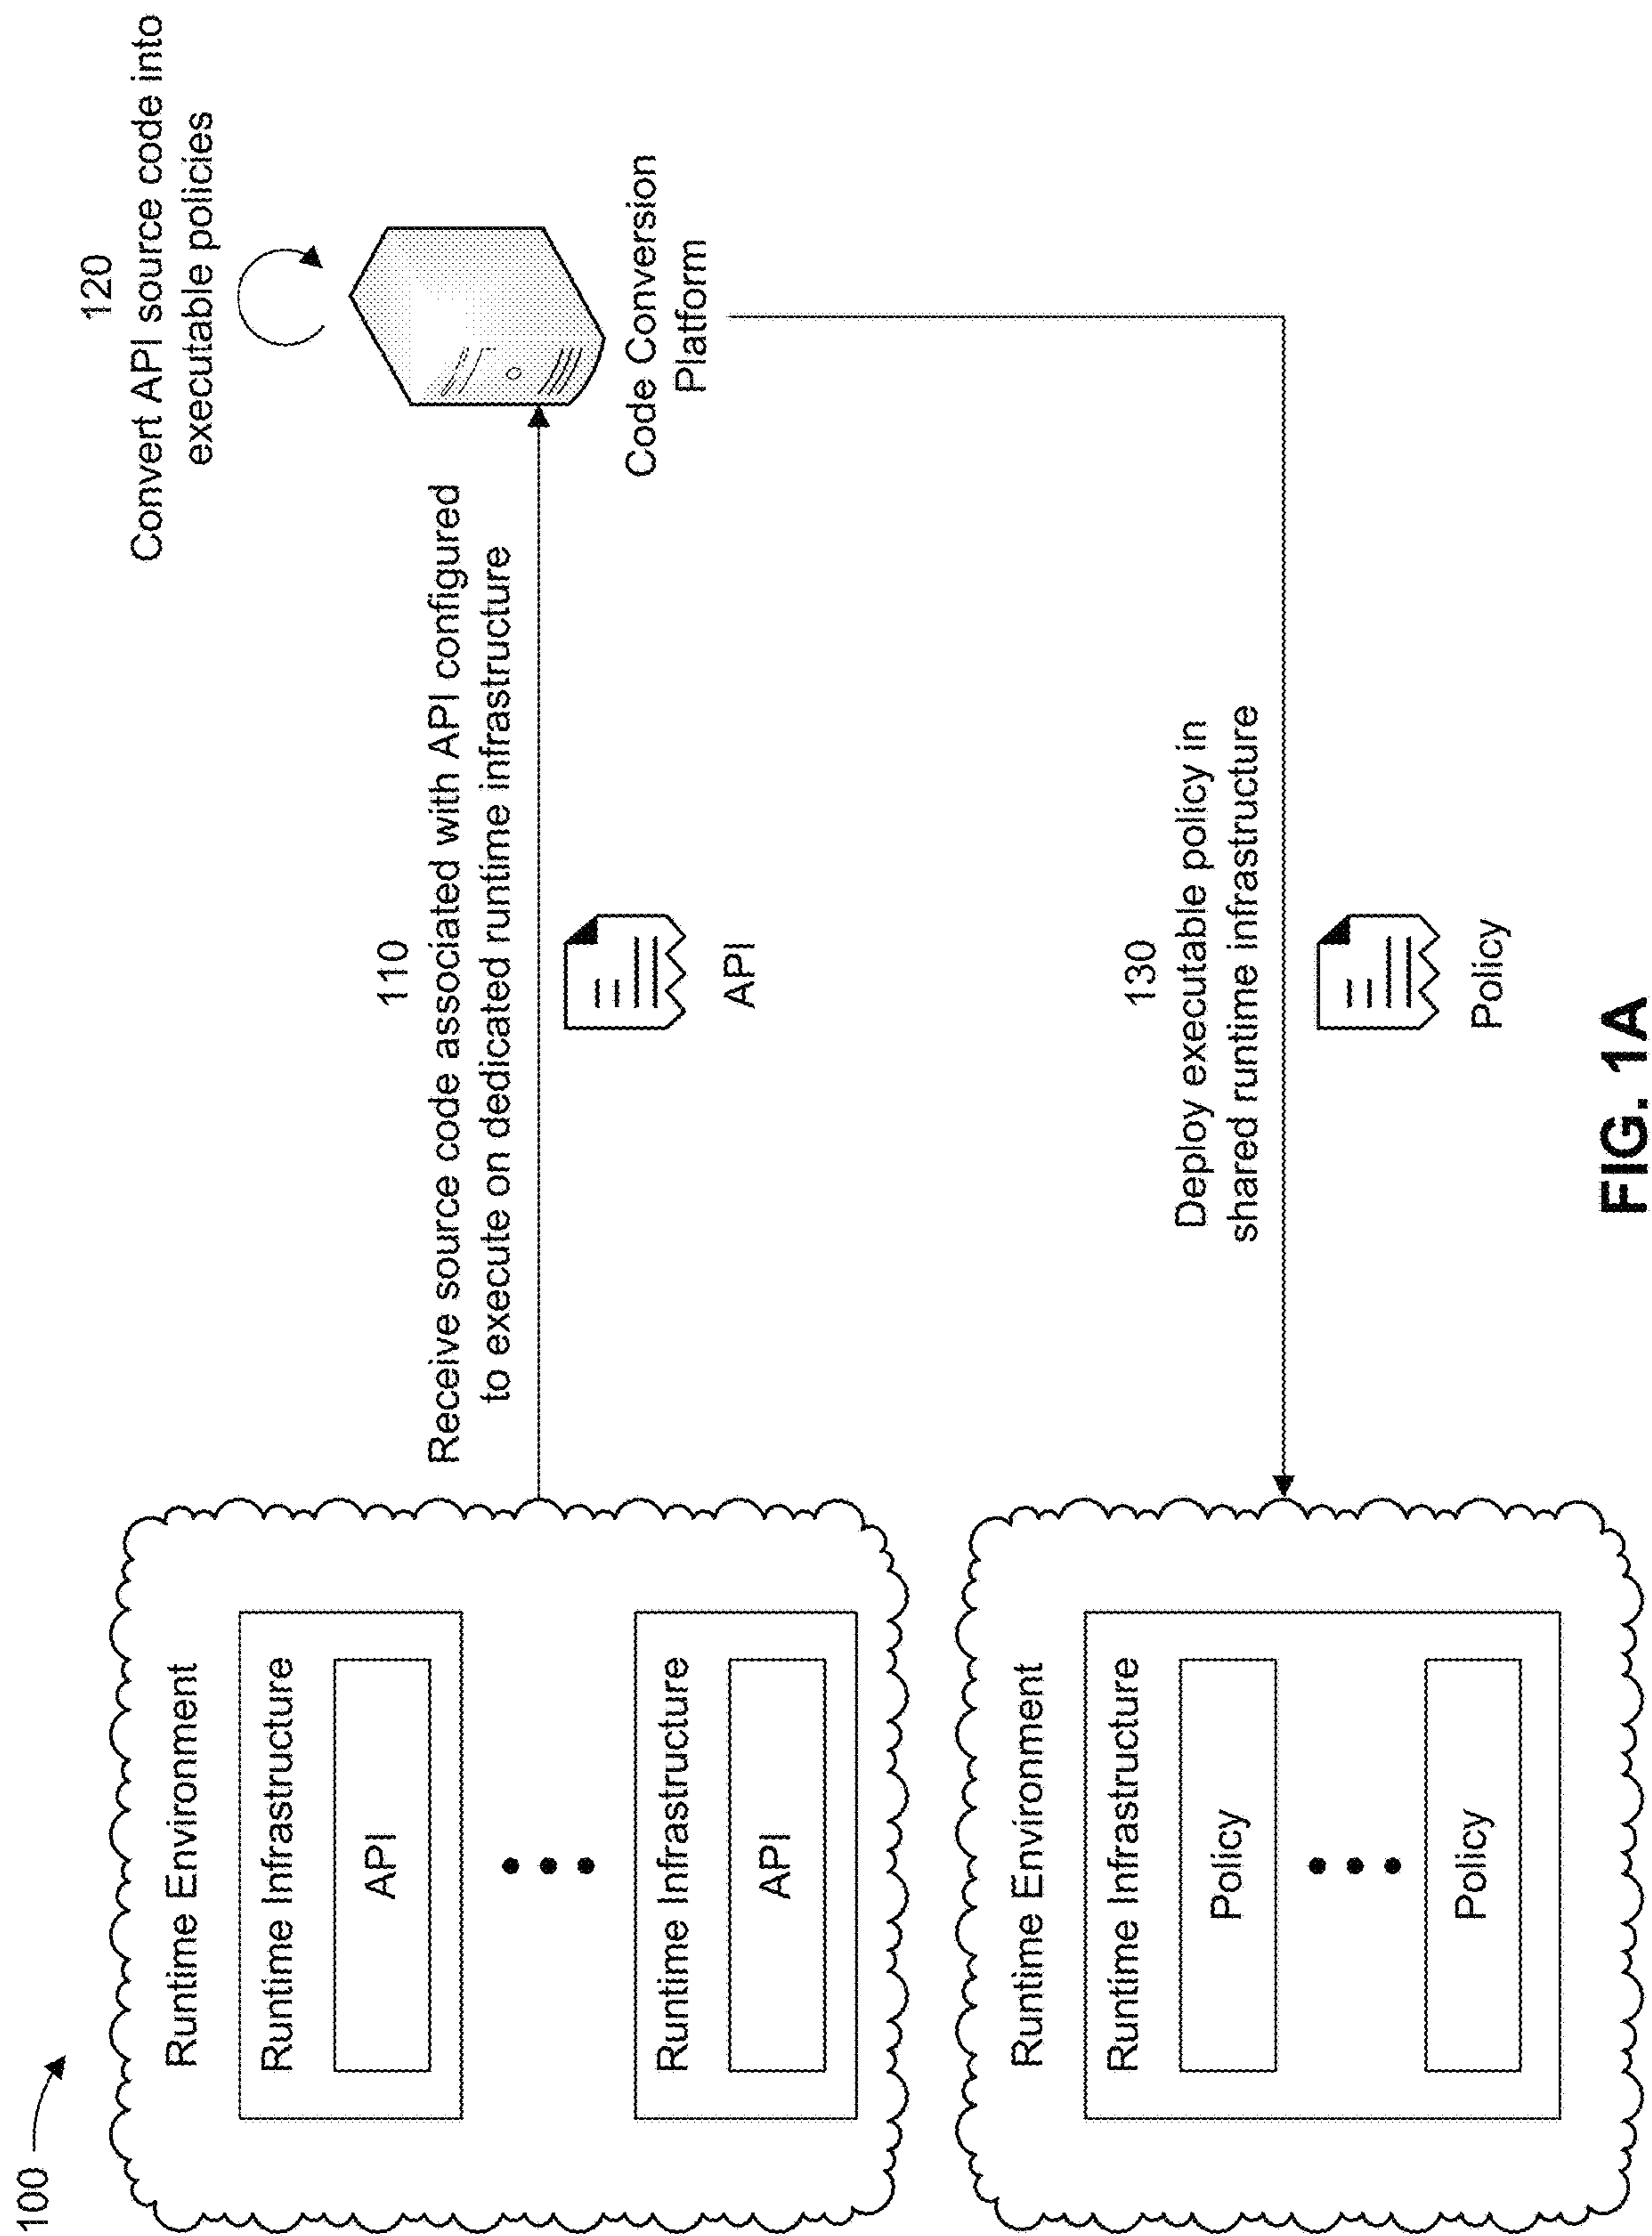 100
Runtime Environment
Runtime Infrastructure
API
Runtime Infrastructure
API
110
Receive source code associated with API configured
to execute on dedicated runtime infrastructure
API
120
Convert API source code into
executable policies
Code Conversion
Platform
Runtime Environment
Runtime Infrastructure
Policy
Policy
130
Deploy executable policy in
shared runtime infrastructure
Policy
FIG. 1A